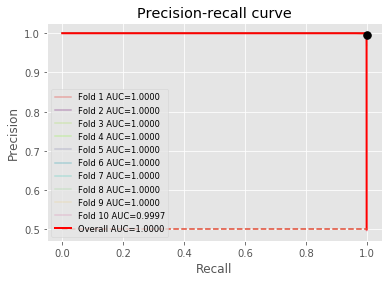 Precision-recall curve
Precision
1.0
0.9
0.8
0.7
0.6
0.5
Fold 1 AUC=1.0000
Fold 2 AUC=1.0000
Fold 3 AUC=1.0000
Fold 4 AUC=1.0000
Fold 5 AUC=1.0000
Fold 6 AUC=1.0000
Fold 7 AUC=1.0000
Fold 8 AUC=1.0000
Fold 9 AUC=1.0000
Fold 10 AUC=0.9997
Overall AUC=1.0000
0.0 0.2 0.4 0.6 0.8 1.0
Recall